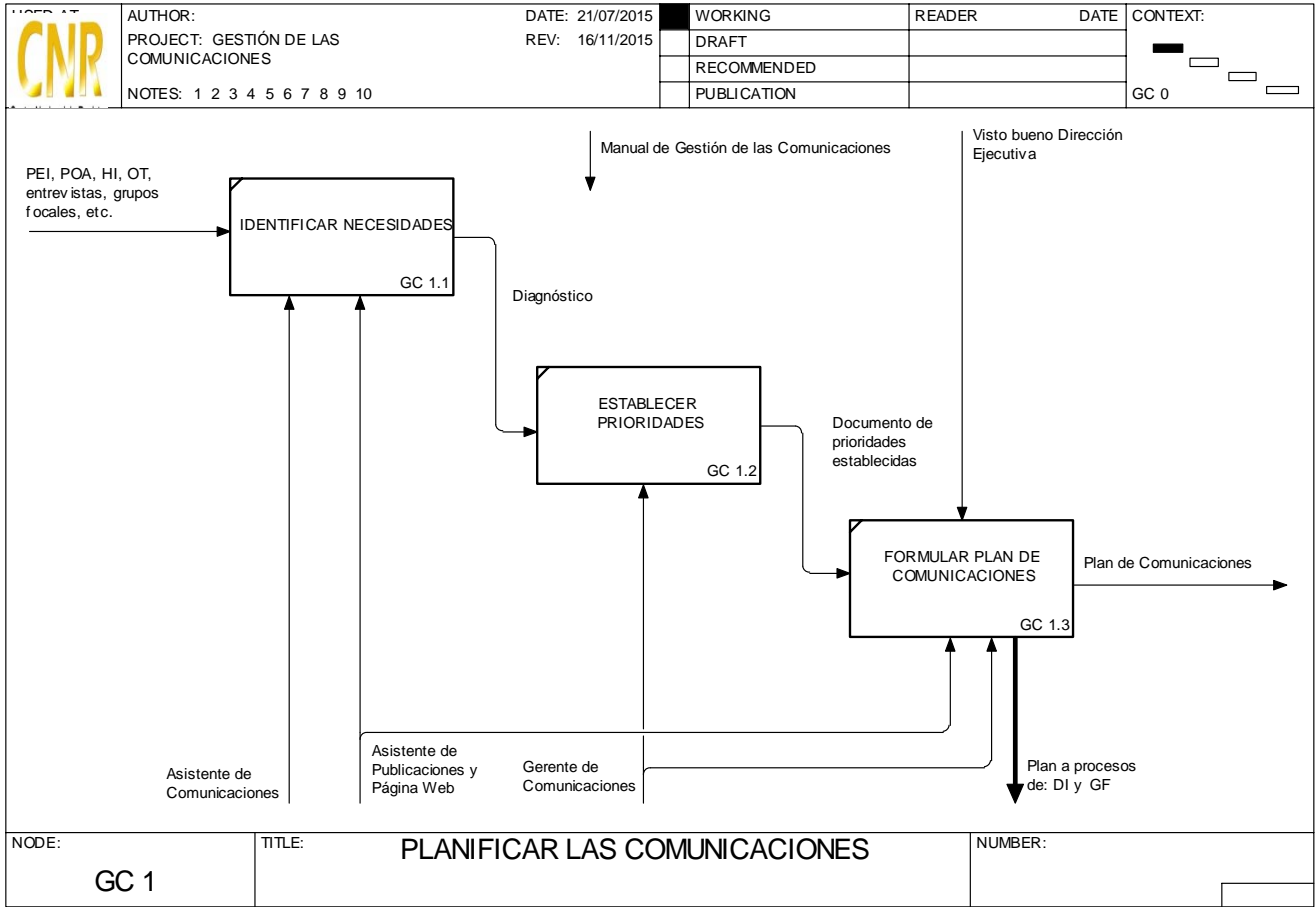 USED AT:
CNR
AUTHOR:
DATE: 21/07/2015
PROJECT: GESTIÓN DE LAS
COMUNICACIONES
REV: 16/11/2015
NOTES: 1 2 3 4 5 6 7 8 9 10
WORKING
DRAFT
RECOMMENDED
PUBLICATION
READER DATE
CONTEXT:
GC 0
Manual de Gestión de las Comunicaciones
Visto bueno Dirección
Ejecutiva
PEI, POA, HI, OT,
entrevistas, grupos
focales, etc.
IDENTIFICAR NECESIDADES
GC 1.1
Diagnóstico
ESTABLECER
PRIORIDADES
GC 1.2
Documento de
prioridades
establecidas
FORMULAR PLAN DE
COMUNICACIONES
GC 1.3
Plan de Comunicaciones
Asistente de
Comunicaciones
Asistente de
Publicaciones y
Página Web
Gerente de
Comunicaciones
Plan a procesos
de: DI y GF
NODE:
GC 1
TITLE:
PLANIFICAR LAS COMUNICACIONES
NUMBER: